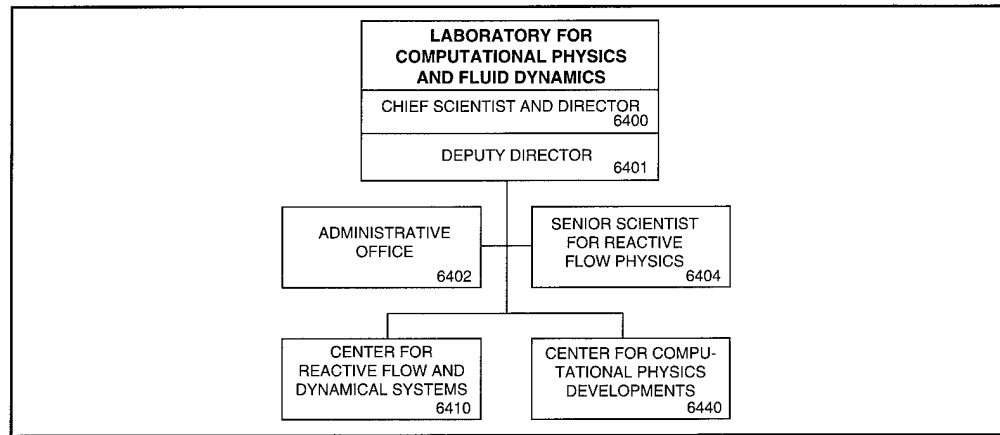 LABORATORY FOR
COMPUTATIONAL PHYSICS
AND FLUID DYNAMICS
CHIEF SCIENTIST AND DIRECTOR
6400
DEPUTY DIRECTOR
6401
ADMINISTRATIVE
OFFICE
6402
SENIOR SCIENTIST
FOR REACTIVE
FLOW PHYSICS
6404
CENTER FOR
REACTIVE FLOW AND
DYNAMICAL SYSTEMS
6410
CENTER FOR COMPU-
TATIONAL PHYSICS
DEVELOPMENTS
6440